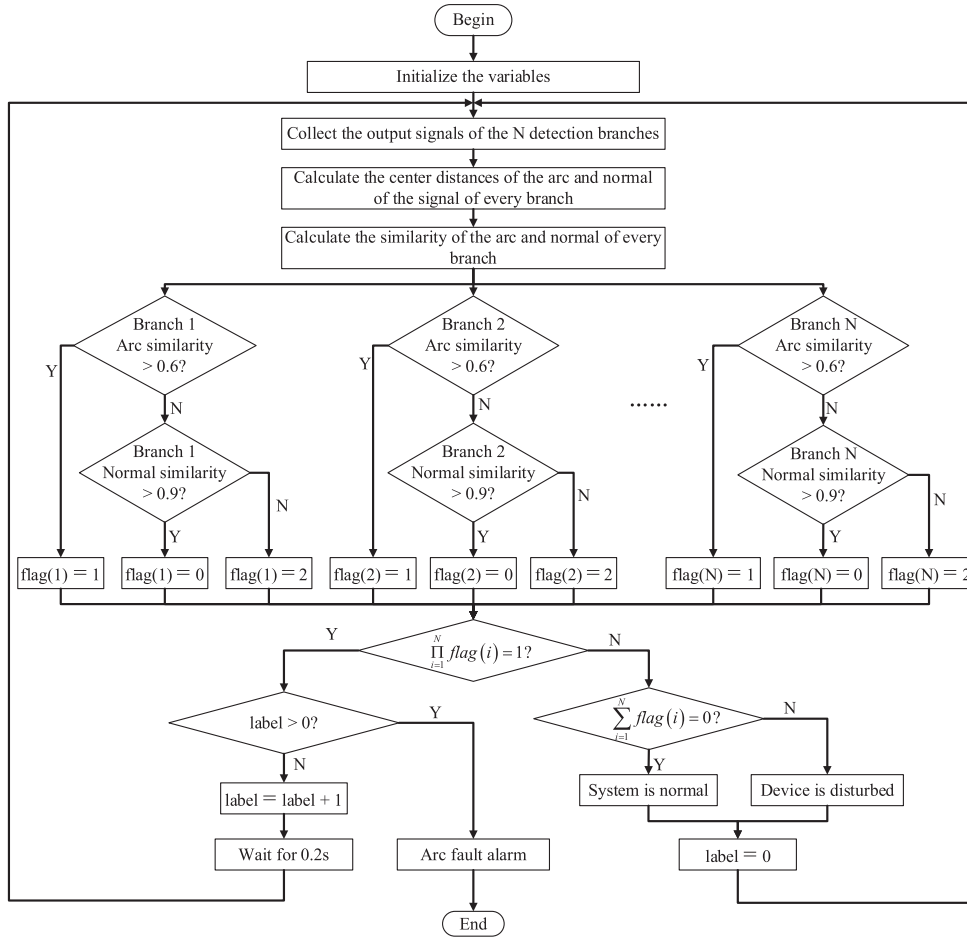 Begin
Initialize the variables
Collect the output signals of the N detection branches
Calculate the center distances of the arc and normal
of the signal of every branch
Calculate the similarity of the arc and normal of every
branch
Branch 1
Arc similarity
> 0.6?
Y
N
Branch 1
Normal similarity
> 0.9?
N
Y
Branch 2
Arc similarity
> 0.6?
Y
N
Branch 2
Normal similarity
> 0.9?
N
Y
......
Branch N
Arc similarity
> 0.6?
Y
N
Branch N
Normal similarity
> 0.9?
N
Y
flag(1) = 1
flag(1) = 0
flag(1) = 2
flag(2) = 1
flag(2) = 0
flag(2) = 2
flag(N) = 1
flag(N) = 0
flag(N) = 2
Y
N
∏_{i=1}^{N} flag(i) = 1?
label > 0?
Y
N
∑_{i=1}^{N} flag(i) = 0?
N
Y
label = label + 1
System is normal
Device is disturbed
Wait for 0.2s
Arc fault alarm
label = 0
End